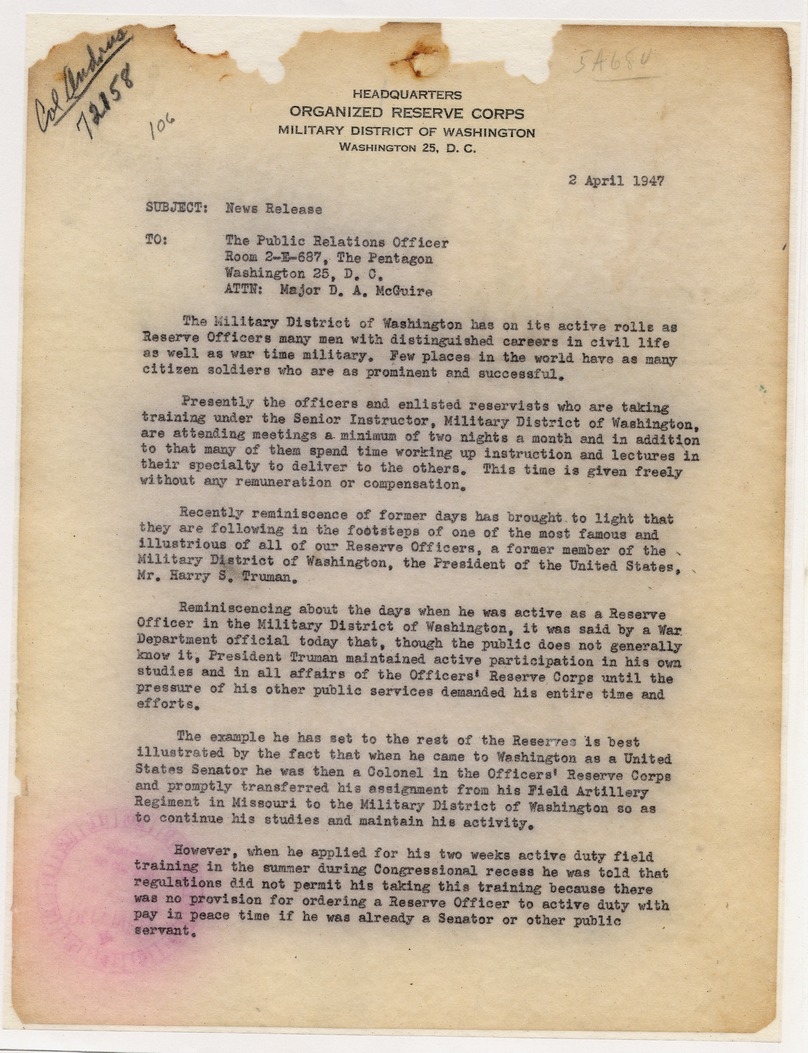 Col Andrus
72858
106
5A684
HEADQUARTERS
ORGANIZED RESERVE CORPS
MILITARY DISTRICT OF WASHINGTON
WASHINGTON 25, D. C.
2 April 1947
SUBJECT: News Release
TO: The Public Relations Officer
Room 2-E-687, The Pentagon
Washington 25, D. C.
ATTN: Major D. A. McGuire
The Military District of Washington has on its active rolls as
Reserve Officers many men with distinguished careers in civil life
as well as war time military. Few places in the world have as many
citizen soldiers who are as prominent and successful.
Presently the officers and enlisted reservists who are taking
training under the Senior Instructor, Military District of Washington,
are attending meetings a minimum of two nights a month and in addition
to that many of them spend time working up instruction and lectures in
their specialty to deliver to the others. This time is given freely
without any remuneration or compensation.
Recently reminiscence of former days has brought to light that
they are following in the footsteps of one of the most famous and
illustrious of all of our Reserve Officers, a former member of the
Military District of Washington, the President of the United States,
Mr. Harry S. Truman.
Reminiscing about the days when he was active as a Reserve
Officer in the Military District of Washington, it was said by a War
Department official today that, though the public does not generally
know it, President Truman maintained active participation in his own
studies and in all affairs of the Officers' Reserve Corps until the
pressure of his other public services demanded his entire time and
efforts.
The example he has set to the rest of the Reserves is best
illustrated by the fact that when he came to Washington as a United
States Senator he was then a Colonel in the Officers' Reserve Corps
and promptly transferred his assignment from his Field Artillery
Regiment in Missouri to the Military District of Washington so as
to continue his studies and maintain his activity.
However, when he applied for his two weeks active duty field
training in the summer during Congressional recess he was told that
regulations did not permit his taking this training because there
was no provision for ordering a Reserve Officer to active duty with
pay in peace time if he was already a Senator or other public
servant.